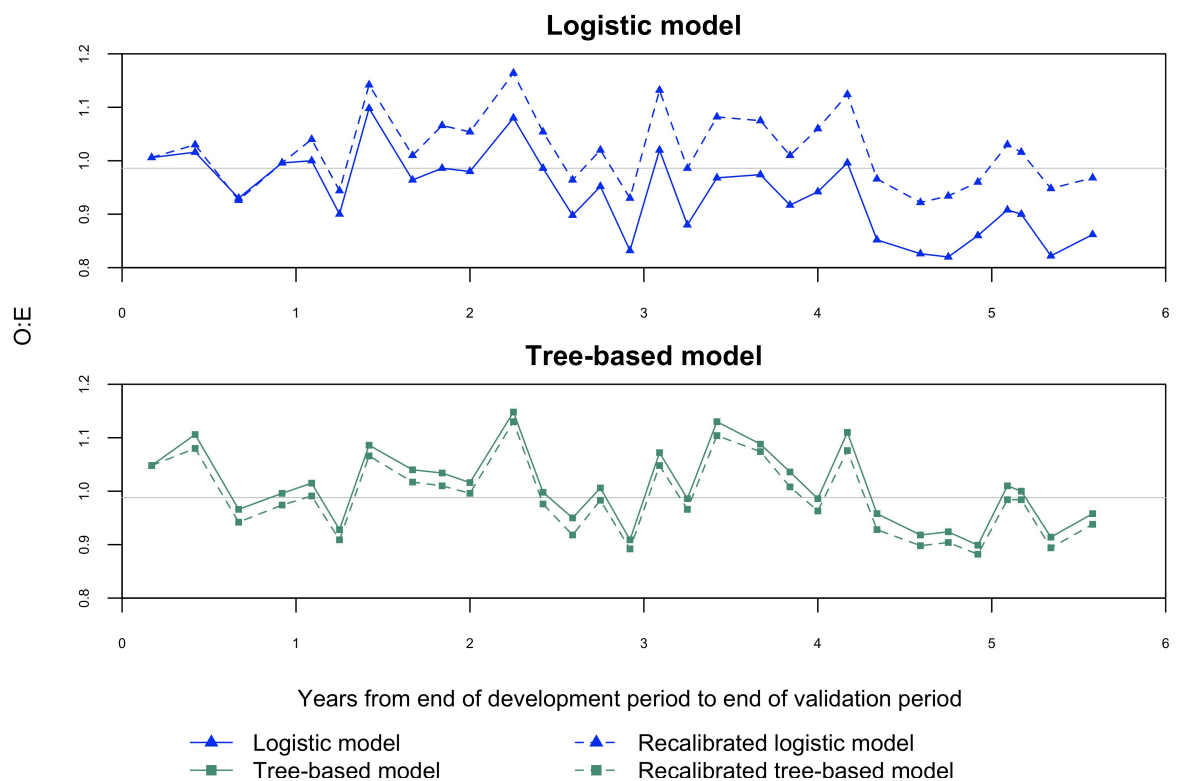 Logistic model
1.2
1.1
1.0
0.9
0.8
0 1 2 3 4 5 6
O:E
Tree-based model
1.2
1.1
1.0
0.9
0.8
0 1 2 3 4 5 6
Years from end of development period to end of validation period
Logistic model Recalibrated logistic model
Tree-based model Recalibrated tree-based model